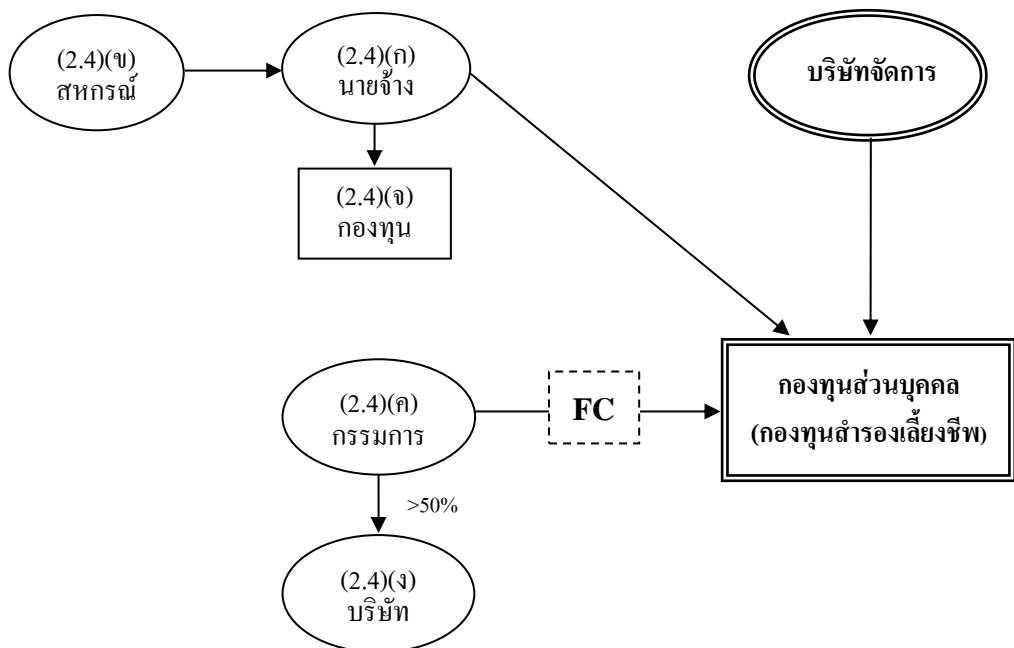 (2.4)(ข)
สหกรณ์
(2.4)(ก)
นายจ้าง
บริษัทจัดการ
(2.4)(จ)
กองทุน
(2.4)(ค)
กรรมการ
FC
กองทุนส่วนบุคคล
(กองทุนสำรองเลี้ยงชีพ)
>50%
(2.4)(ง)
บริษัท